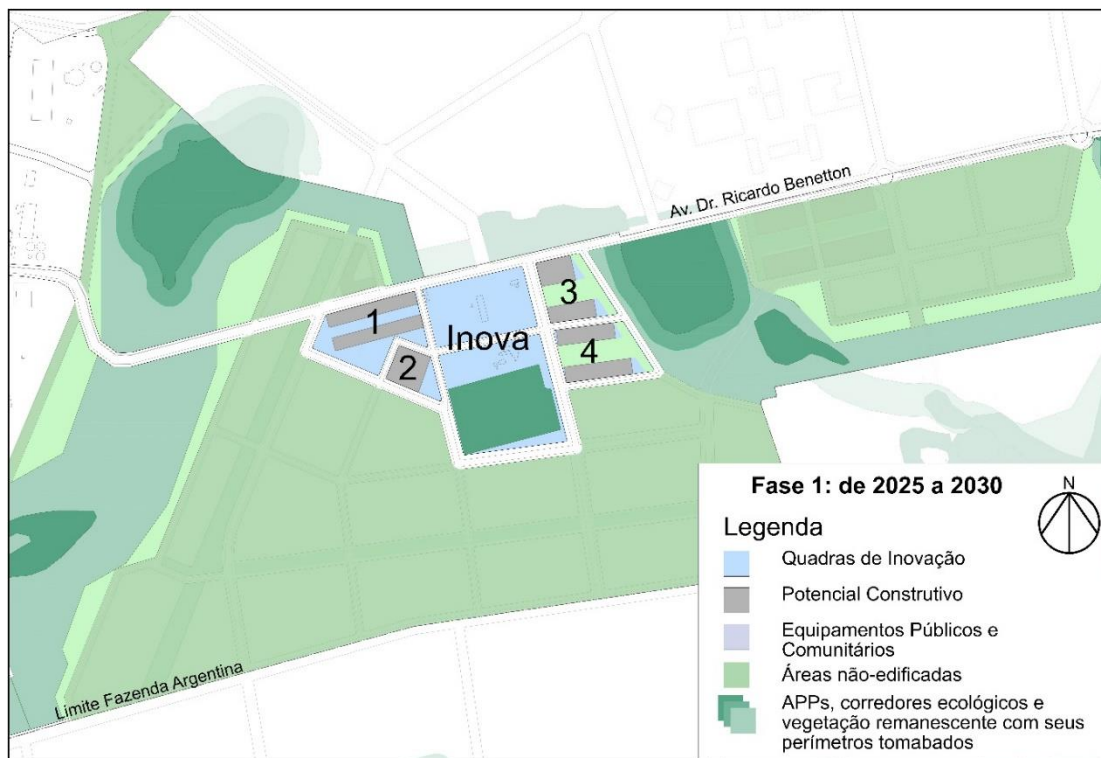 Av. Dr. Ricardo Benetton
1
Inova
3
2
4
Limite Fazenda Argentina
Fase 1: de 2025 a 2030
N
Legenda
Quadras de Inovação
Potencial Construtivo
Equipamentos Públicos e
Comunitários
Áreas não-edificadas
APPs, corredores ecológicos e
vegetação remanescente com seus
perímetros tomabados